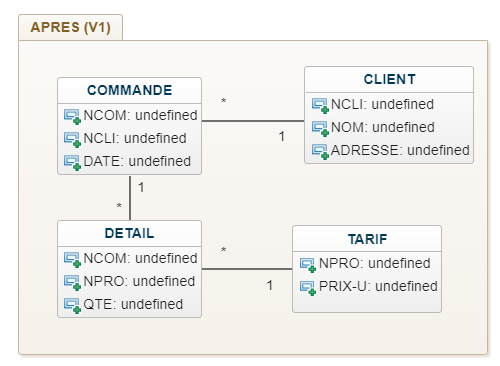 APRES (V1)
COMMANDE
NCOM: undefined
NCLI: undefined
DATE: undefined
*
1
CLIENT
NCLI: undefined
NOM: undefined
ADRESSE: undefined
1
*
DETAIL
NCOM: undefined
NPRO: undefined
QTE: undefined
*
1
TARIF
NPRO: undefined
PRIX-U: undefined